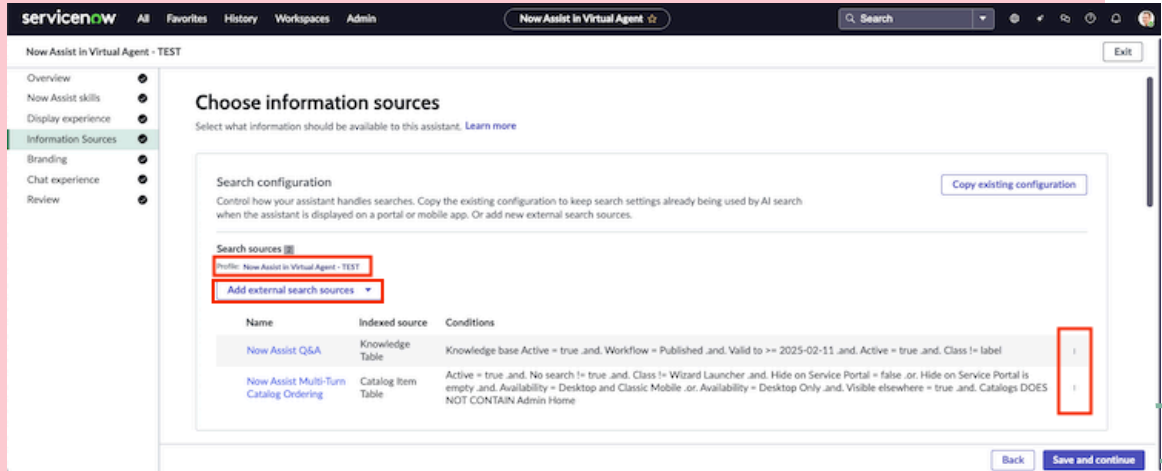 servicenow All Favorites History Workspaces Admin Now Assist in Virtual Agent Search
Now Assist in Virtual Agent - TEST Exit
Overview
Now Assist skills
Display experience
Information Sources
Branding
Chat experience
Review
Choose information sources
Select what information should be available to this assistant. Learn more
Search configuration
Copy existing configuration
Control how your assistant handles searches. Copy the existing configuration to keep search settings already being used by AI search
when the assistant is displayed on a portal or mobile app. Or add new external search sources.
Search sources 2
Profile: Now Assist in Virtual Agent - TEST
Add external search sources
Name Indexed source Conditions
Now Assist Q&A Knowledge Table Knowledge base Active = true .and. Workflow = Published .and. Valid to >= 2025-02-11 .and. Active = true .and. Class != label
Now Assist Multi-Turn Catalog Ordering Catalog Item Table Active = true .and. No search != true .and. Class != Wizard Launcher .and. Hide on Service Portal = false .or. Hide on Service Portal is
empty .and. Availability = Desktop and Classic Mobile .or. Availability = Desktop Only .and. Visible elsewhere = true .and. Catalogs DOES
NOT CONTAIN Admin Home
Back Save and continue